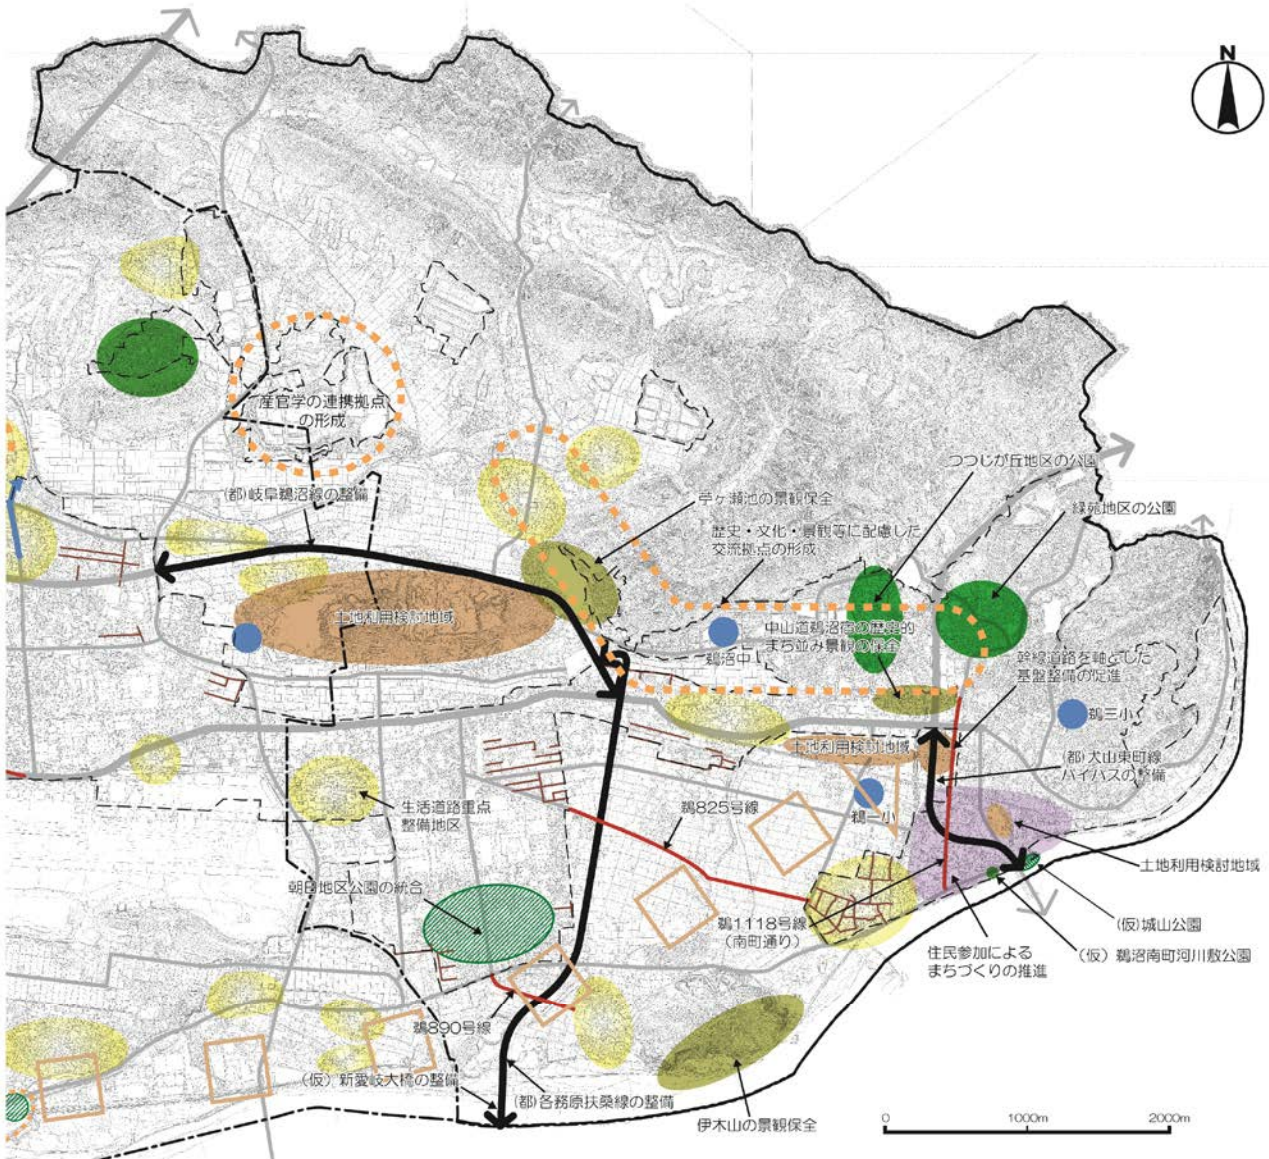 N
産官学の連携拠点
の形成
(都)岐阜鵜沼線の整備
つつじが丘地区の公園
苧ヶ瀬池の景観保全
緑苑地区の公園
歴史・文化・景観等に配慮した
交流拠点の形成
土地利用検討地域
鵜沼中
中山道鵜沼宿の歴史的
まち並み景観の保全
幹線道路を軸とした
基盤整備の促進
鵜三小
土地利用検討地域
(都)犬山東町線
バイパスの整備
生活道路重点
整備地区
鵜825号線
鵜一小
土地利用検討地域
朝日地区公園の統合
鵜1118号線
(南町通り)
(仮)城山公園
住民参加による
まちづくりの推進
(仮) 鵜沼南町河川敷公園
鵜890号線
(仮) 新愛岐大橋の整備
(都)各務原扶桑線の整備
伊木山の景観保全
0 1000m 2000m